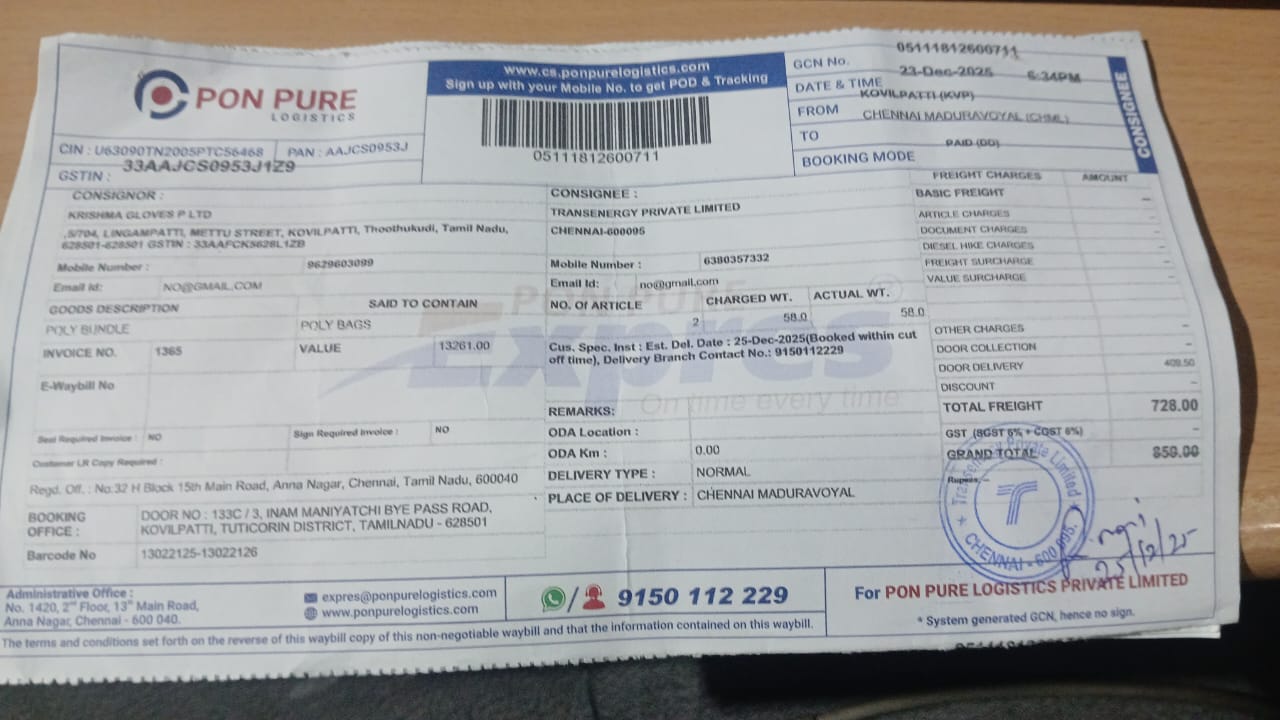 PON PURE
LOGISTICS
www.cs.ponpurelogistics.com
Sign up with your Mobile No. to get POD & Tracking
05111812600711
GCN No. 05111812600711
DATE & TIME 23-Dec-2025 6:34PM
FROM KOVILPATTI (KVP)
TO CHENNAI MADURAVOYAL (CHML)
BOOKING MODE PAID (DD)
CONSIGNEE
CIN : U63090TN2005PTC56468 PAN : AAJCS0953J
GSTIN : 33AAJCS0953J1Z9
CONSIGNOR :
KRISHMA GLOVES P LTD
,5/704, LINGAMPATTI, METTU STREET, KOVILPATTI, Thoothukudi, Tamil Nadu,
628501-628501 GSTIN :
Mobile Number : 9629603099
Email Id: NO@GMAIL.COM
GOODS DESCRIPTION SAID TO CONTAIN
POLY BUNDLE POLY BAGS
INVOICE NO. 1365 VALUE 13261.00
E-Waybill No
Seal Required Invoice : NO Sign Required Invoice : NO
Customer LR Copy Required :
Regd. Off. : No:32 H Block 15th Main Road, Anna Nagar, Chennai, Tamil Nadu, 600040
BOOKING OFFICE : DOOR NO : 133C / 3, INAM MANIYATCHI BYE PASS ROAD,
KOVILPATTI, TUTICORIN DISTRICT, TAMILNADU - 628501
Barcode No 13022125-13022126
CONSIGNEE :
TRANSENERGY PRIVATE LIMITED
CHENNAI-600095
Mobile Number : 6380357332
Email Id: no@gmail.com
NO. Of ARTICLE CHARGED WT. ACTUAL WT.
2 58.0 58.0
Cus. Spec. Inst : Est. Del. Date : 25-Dec-2025(Booked within cut
off time), Delivery Branch Contact No.: 9150112229
PON PURE
Expres
On time every time
REMARKS:
ODA Location :
ODA Km : 0.00
DELIVERY TYPE : NORMAL
PLACE OF DELIVERY : CHENNAI MADURAVOYAL
FREIGHT CHARGES AMOUNT
BASIC FREIGHT -
ARTICLE CHARGES -
DOCUMENT CHARGES -
DIESEL HIKE CHARGES -
FREIGHT SURCHARGE -
VALUE SURCHARGE -
OTHER CHARGES -
DOOR COLLECTION -
DOOR DELIVERY 409.50
DISCOUNT -
TOTAL FREIGHT 728.00
GST (SGST 6% + CGST 6%) -
GRAND TOTAL 850.00
Rupees
Transenergy Private Limited
CHENNAI - 600 095.
25/12/25
Administrative Office :
No. 1420, 2nd Floor, 13th Main Road,
Anna Nagar, Chennai - 600 040.
expres@ponpurelogistics.com
www.ponpurelogistics.com
/ 9150 112 229
For PON PURE LOGISTICS PRIVATE LIMITED
* System generated GCN, hence no sign.
The terms and conditions set forth on the reverse of this waybill copy of this non-negotiable waybill and that the information contained on this waybill.